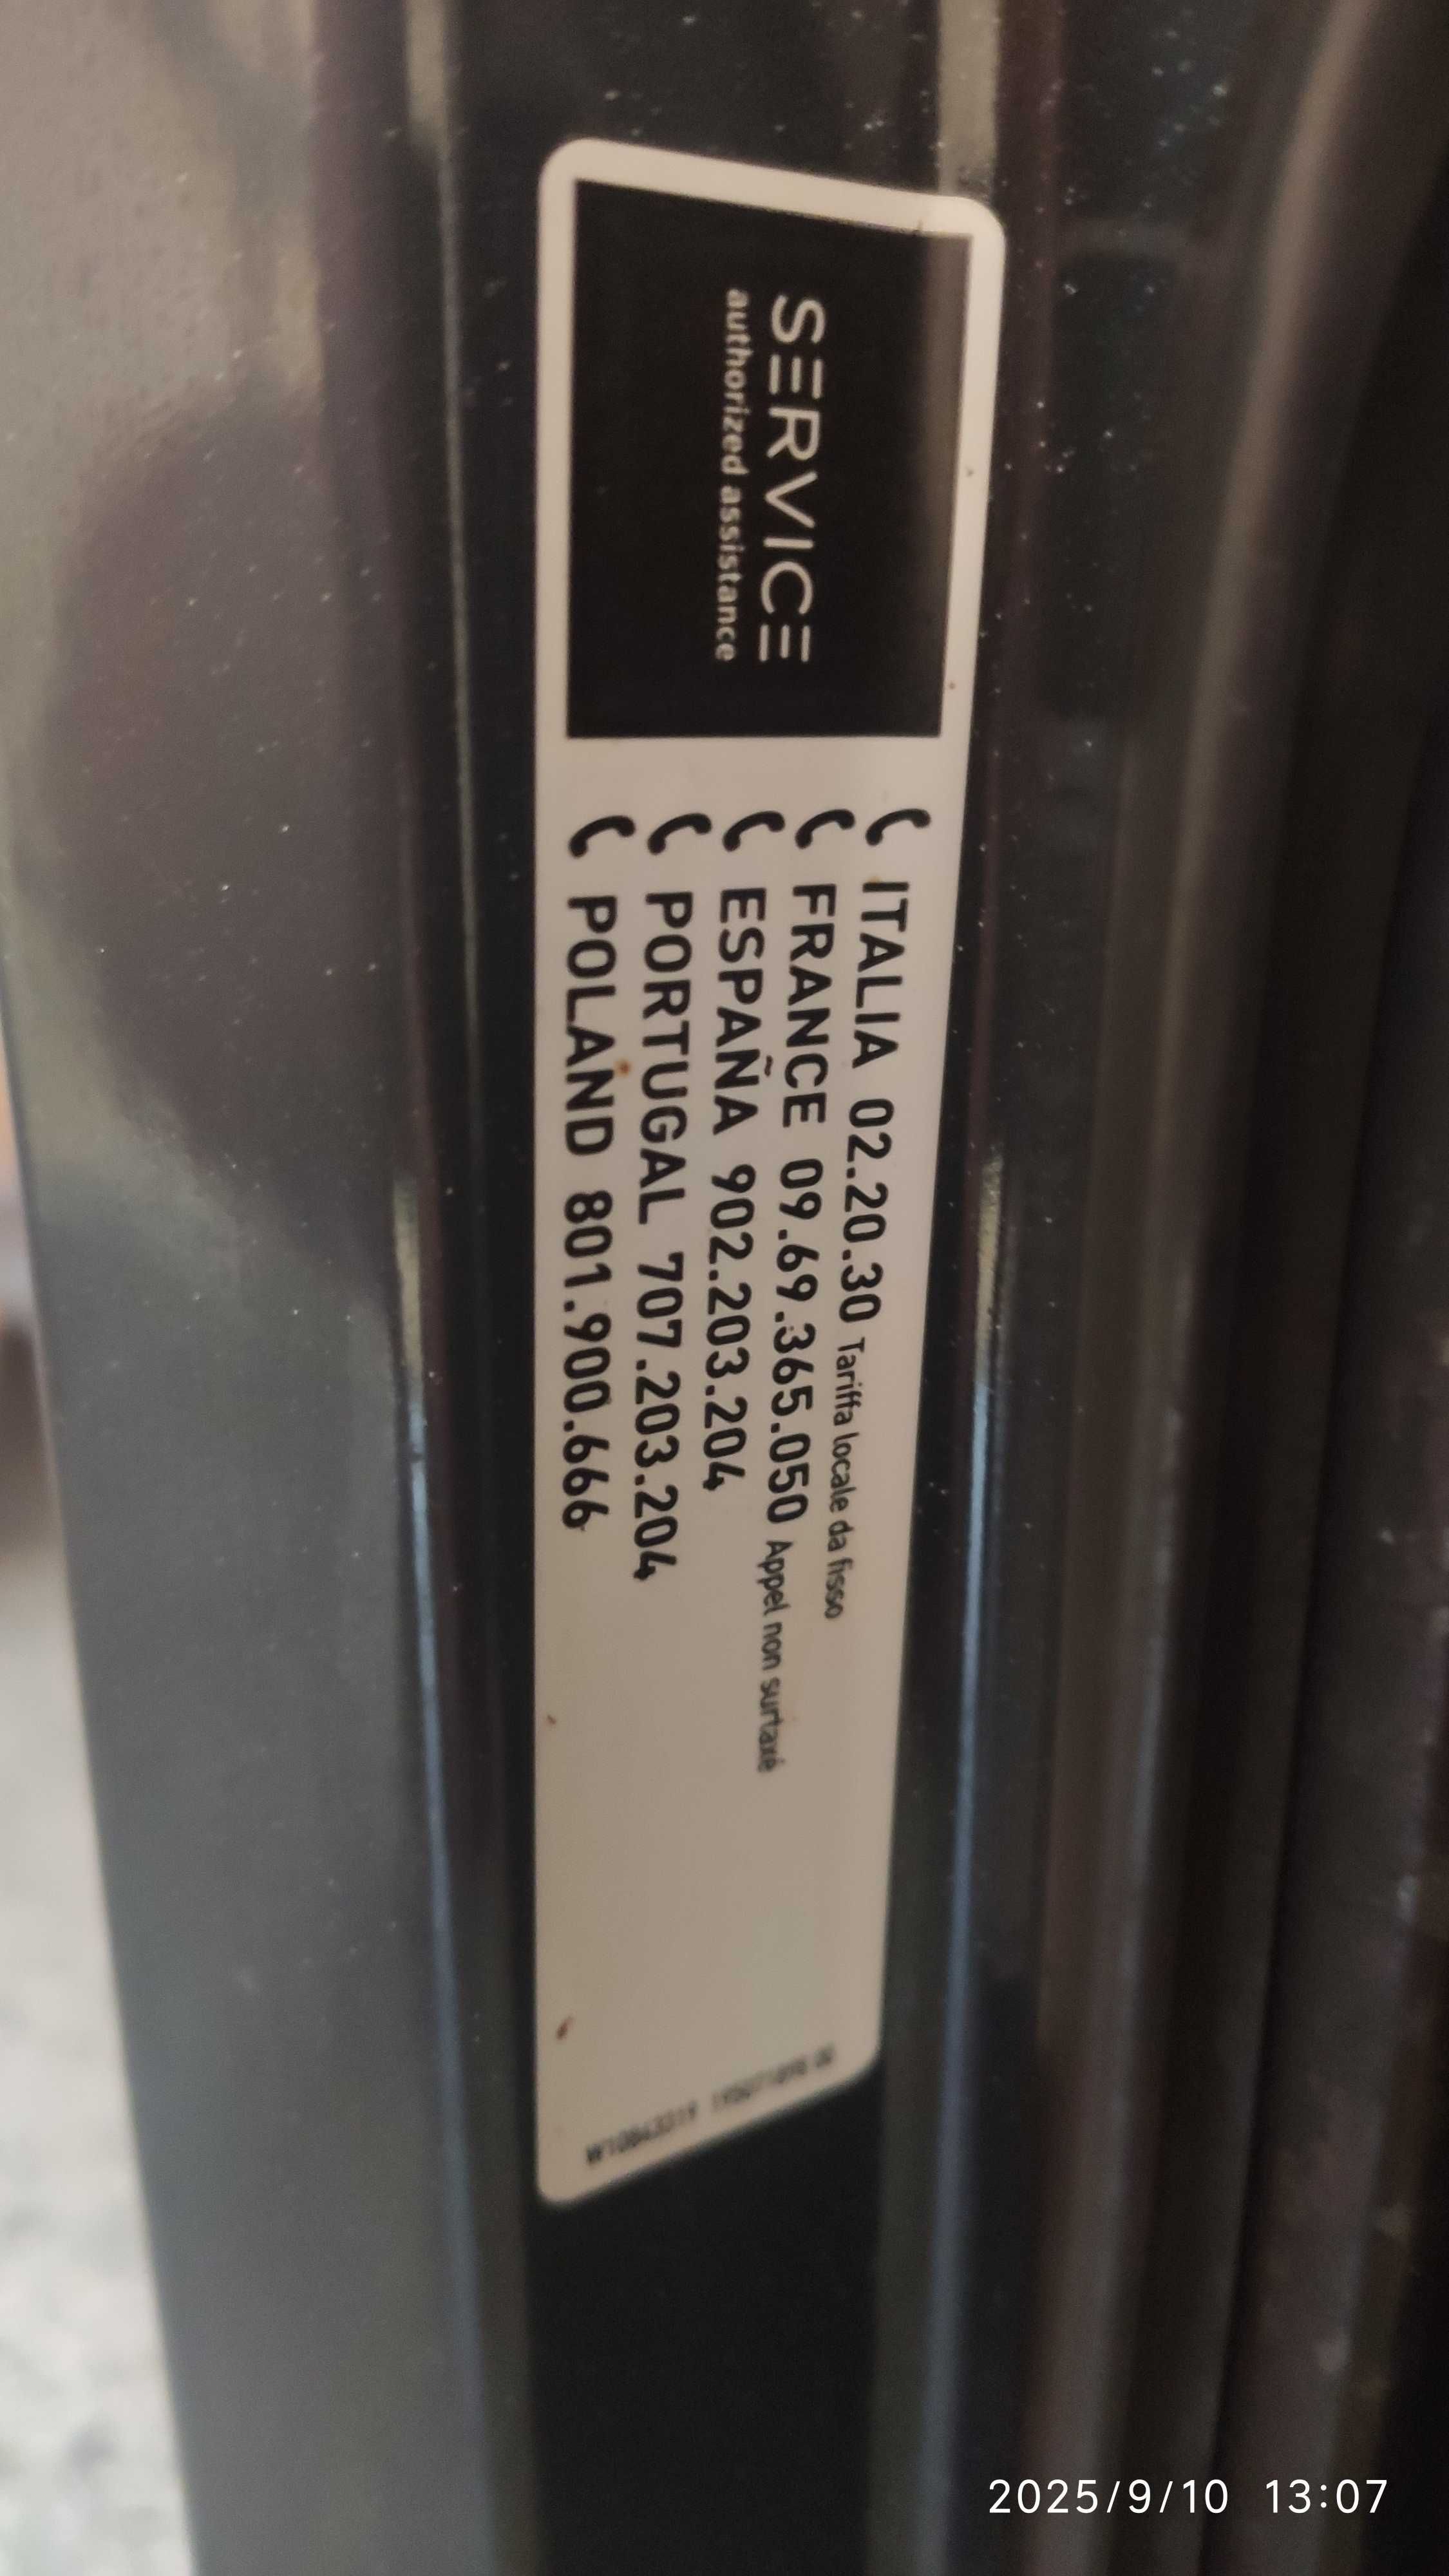 SERVICE
authorized assistance
ITALIA 02.20.30 Tariffa locale da fisso
FRANCE 09.69.365.050 Appel non surtaxé
ESPAÑA 902.203.204
PORTUGAL 707.203.204
POLAND 801.900.666
W10843319
2025/9/10 13:07